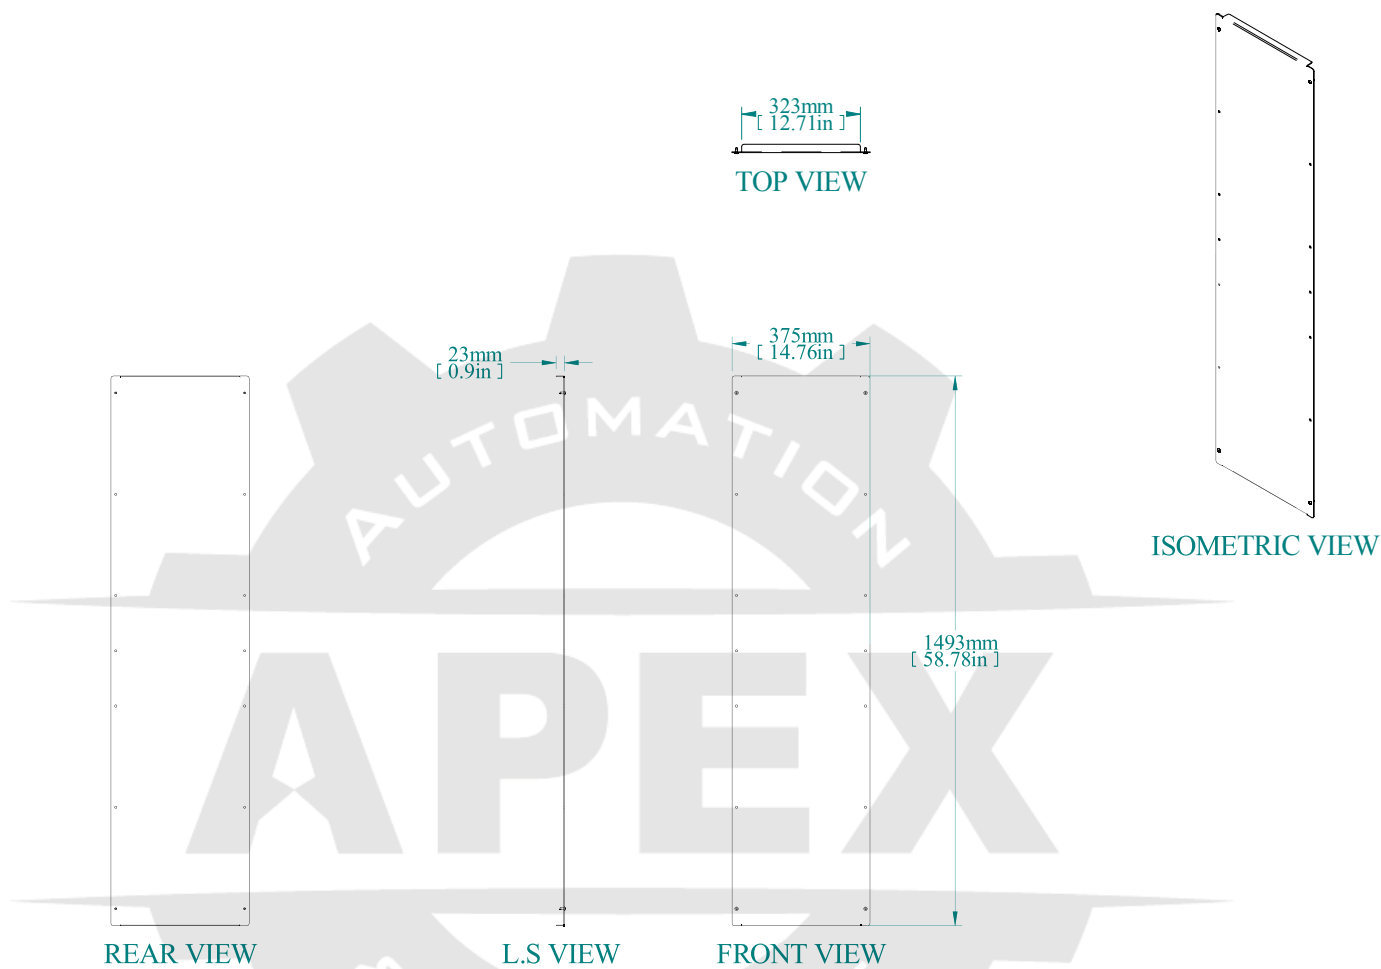 323mm
[ 12.71in ]
TOP VIEW
375mm
[ 14.76in ]
23mm
[ 0.9in ]
AUTOMATION
ISOMETRIC VIEW
1493mm
[ 58.78in ]
APEX
REAR VIEW
L.S VIEW
FRONT VIEW